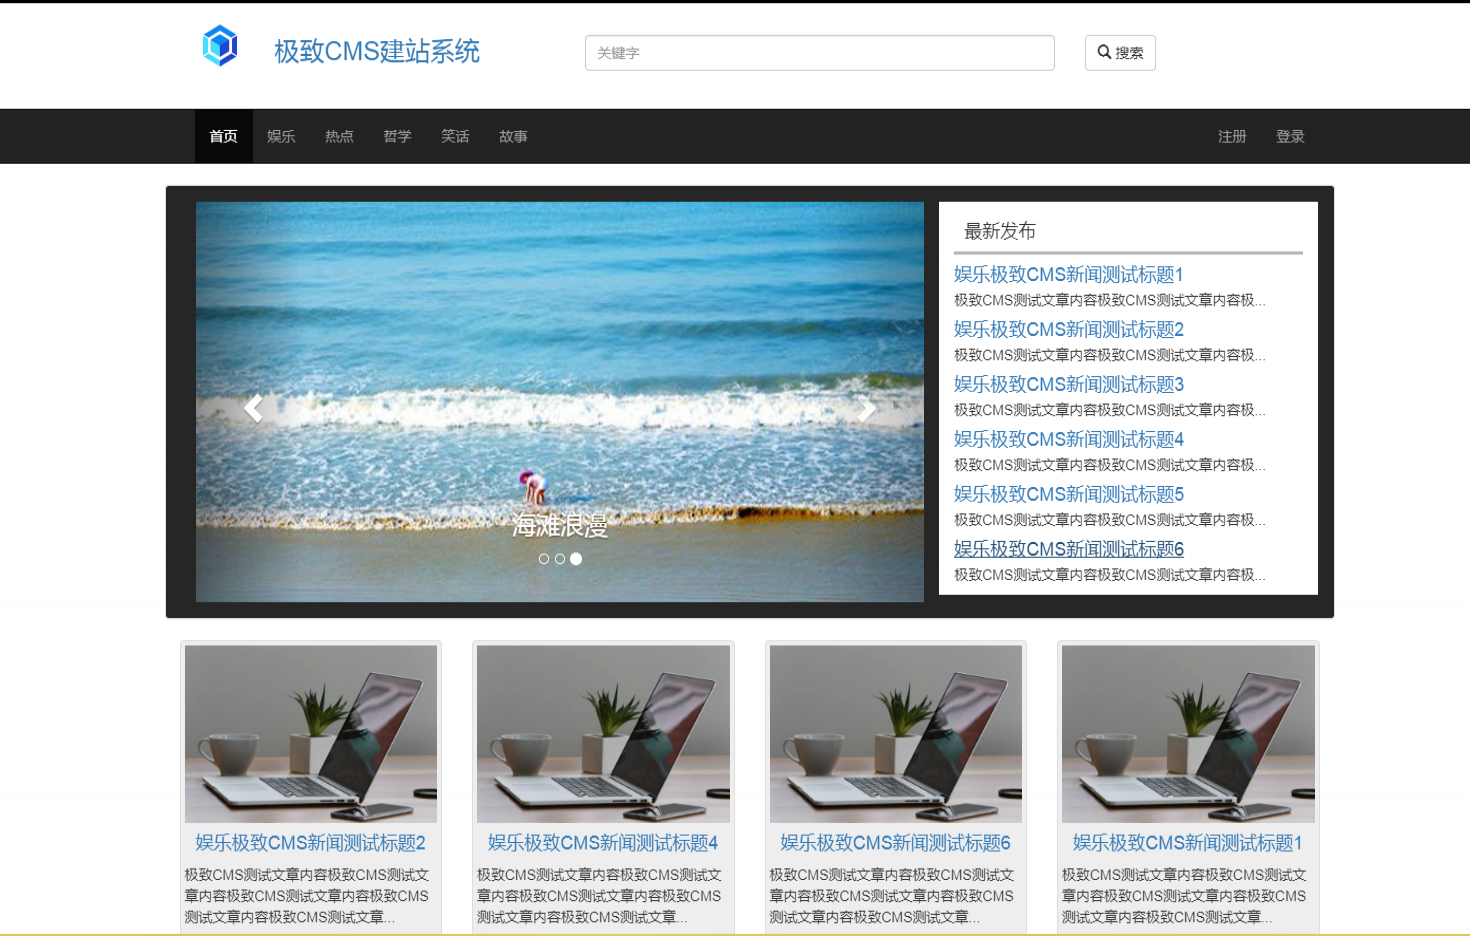 极致CMS建站系统
关键字
搜索
首页 娱乐 热点 哲学 笑话 故事 注册 登录
海滩浪漫
最新发布
娱乐极致CMS新闻测试标题1
极致CMS测试文章内容极致CMS测试文章内容极...
娱乐极致CMS新闻测试标题2
极致CMS测试文章内容极致CMS测试文章内容极...
娱乐极致CMS新闻测试标题3
极致CMS测试文章内容极致CMS测试文章内容极...
娱乐极致CMS新闻测试标题4
极致CMS测试文章内容极致CMS测试文章内容极...
娱乐极致CMS新闻测试标题5
极致CMS测试文章内容极致CMS测试文章内容极...
娱乐极致CMS新闻测试标题6
极致CMS测试文章内容极致CMS测试文章内容极...
娱乐极致CMS新闻测试标题2
极致CMS测试文章内容极致CMS测试文
章内容极致CMS测试文章内容极致CMS
测试文章内容极致CMS测试文章...
娱乐极致CMS新闻测试标题4
极致CMS测试文章内容极致CMS测试文
章内容极致CMS测试文章内容极致CMS
测试文章内容极致CMS测试文章...
娱乐极致CMS新闻测试标题6
极致CMS测试文章内容极致CMS测试文
章内容极致CMS测试文章内容极致CMS
测试文章内容极致CMS测试文章...
娱乐极致CMS新闻测试标题1
极致CMS测试文章内容极致CMS测试文
章内容极致CMS测试文章内容极致CMS
测试文章内容极致CMS测试文章...